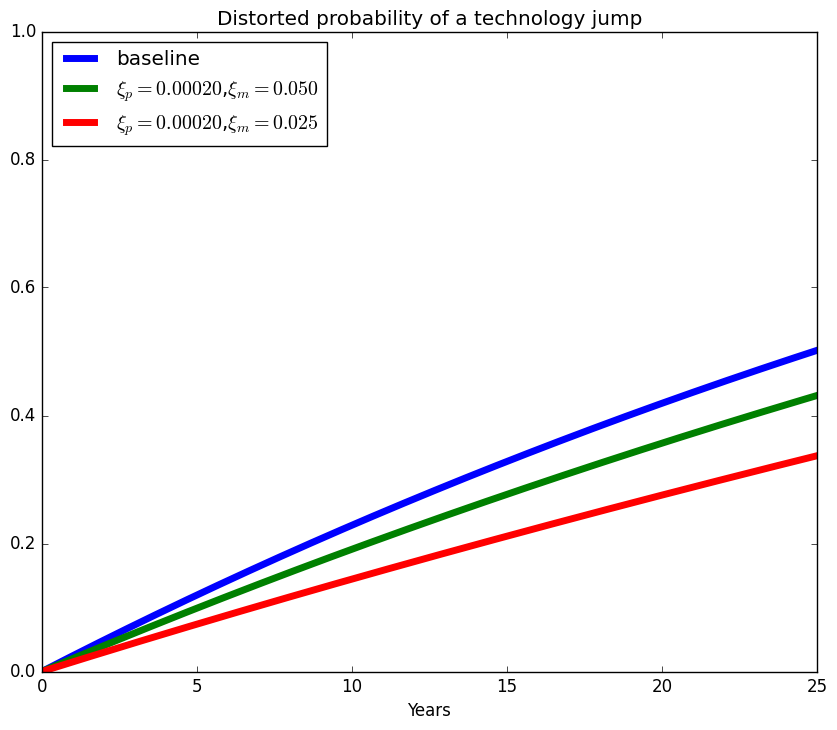 Distorted probability of a technology jump
1.0
baseline
ξp = 0.00020,ξm = 0.050
ξp = 0.00020,ξm = 0.025
0.8
0.6
0.4
0.2
0.0
0 5 10 15 20 25
Years